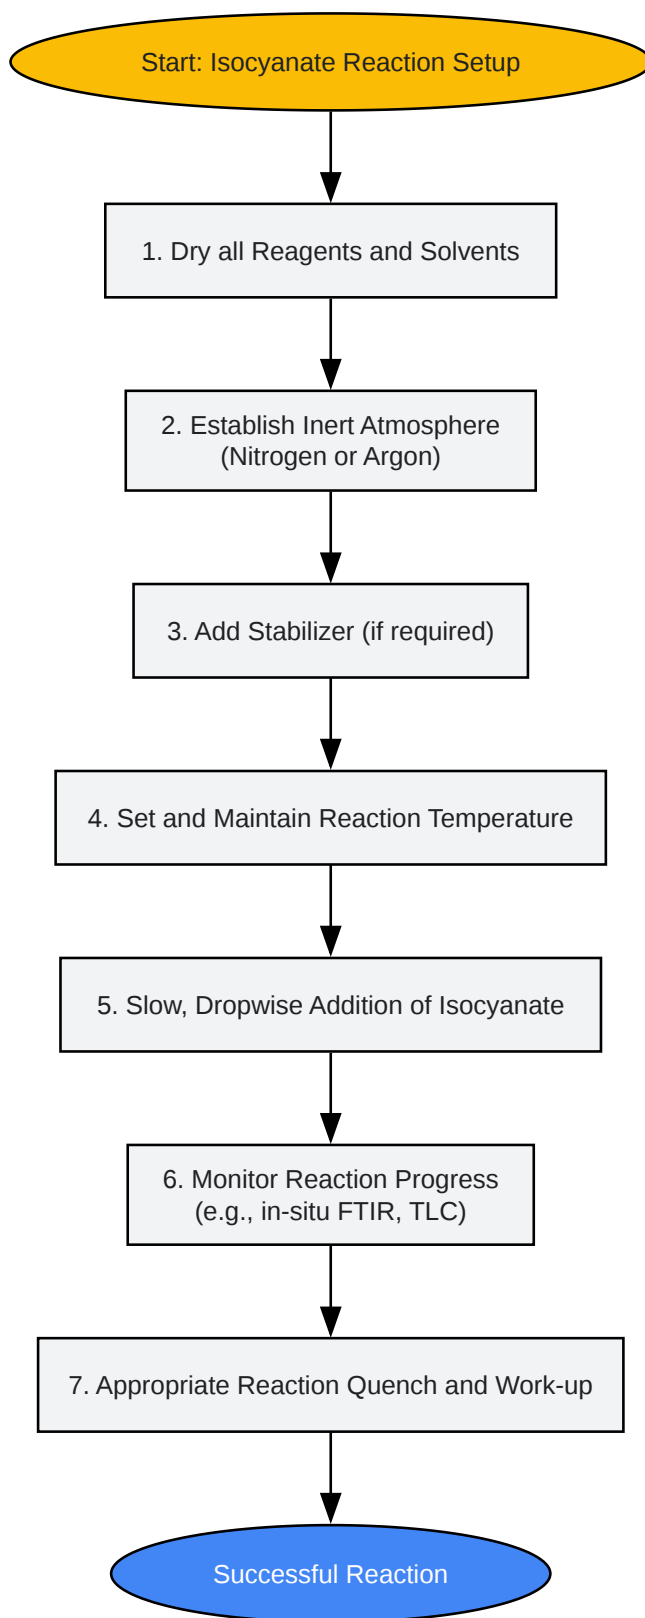 Start: Isocyanate Reaction Setup
1. Dry all Reagents and Solvents
2. Establish Inert Atmosphere
(Nitrogen or Argon)
3. Add Stabilizer (if required)
4. Set and Maintain Reaction Temperature
5. Slow, Dropwise Addition of Isocyanate
6. Monitor Reaction Progress
(e.g., in-situ FTIR, TLC)
7. Appropriate Reaction Quench and Work-up
Successful Reaction